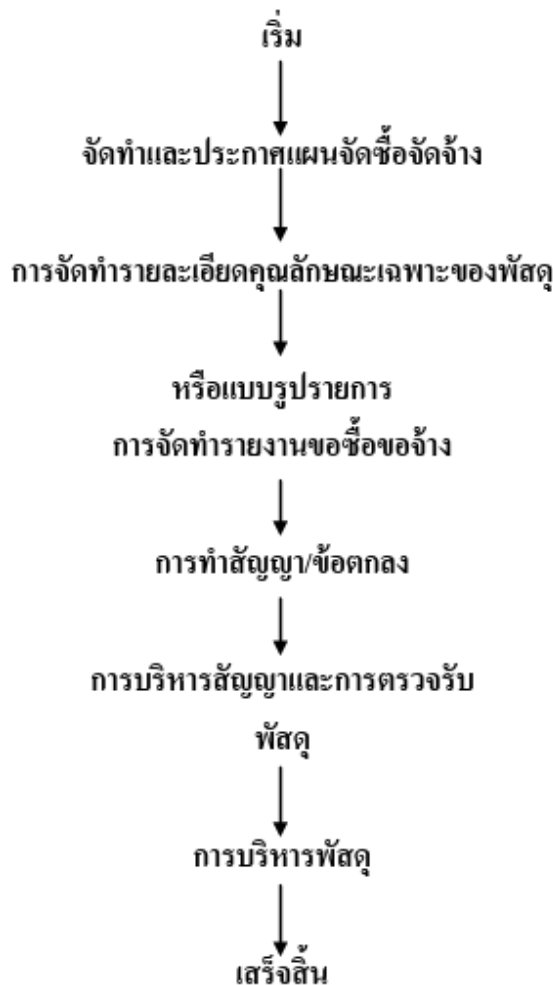 เริ่ม
จัดทำและประกาศแผนจัดซื้อจัดจ้าง
การจัดทำรายละเอียดคุณลักษณะเฉพาะของพัสดุ
หรือแบบรูปรายการ
การจัดทำรายงานขอซื้อขอจ้าง
การทำสัญญา/ข้อตกลง
การบริหารสัญญาและการตรวจรับ
พัสดุ
การบริหารพัสดุ
เสร็จสิ้น